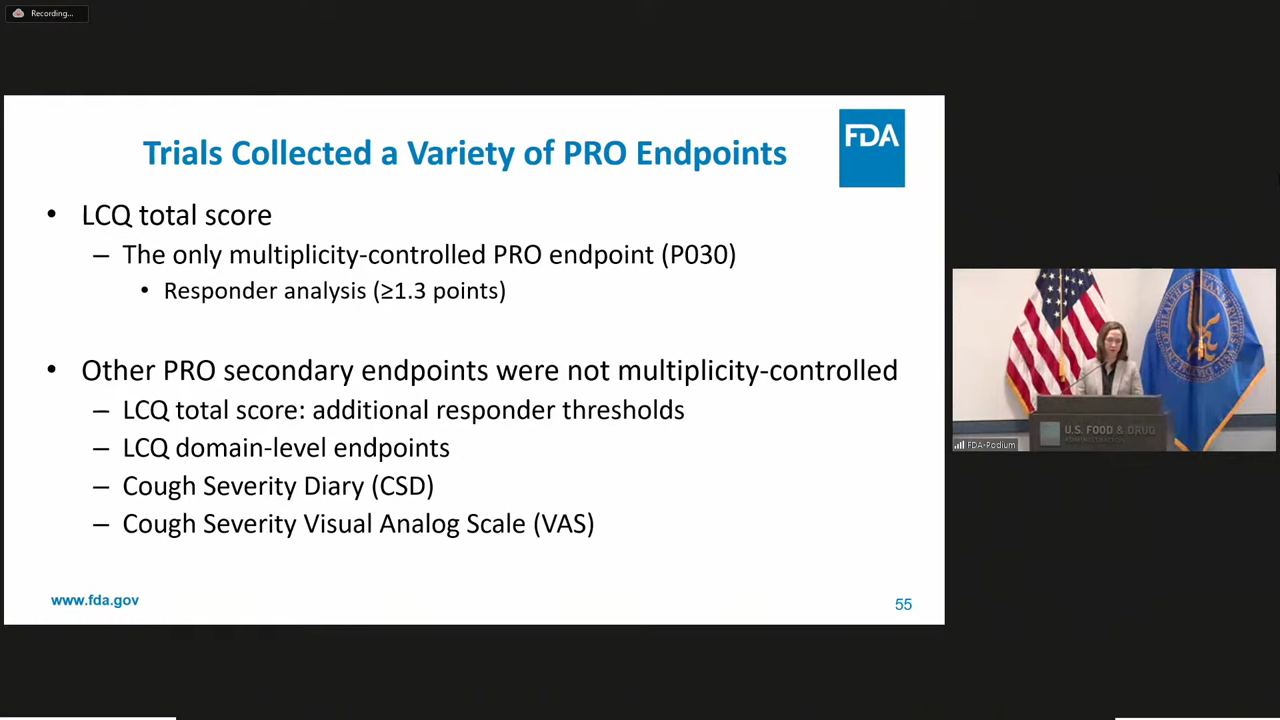 Recording...
Trials Collected a Variety of PRO Endpoints
FDA
• LCQ total score
– The only multiplicity-controlled PRO endpoint (P030)
• Responder analysis (≥1.3 points)
• Other PRO secondary endpoints were not multiplicity-controlled
– LCQ total score: additional responder thresholds
– LCQ domain-level endpoints
– Cough Severity Diary (CSD)
– Cough Severity Visual Analog Scale (VAS)
www.fda.gov
55
U.S. FOOD & DRUG
ADMINISTRATION
FDA-Podium